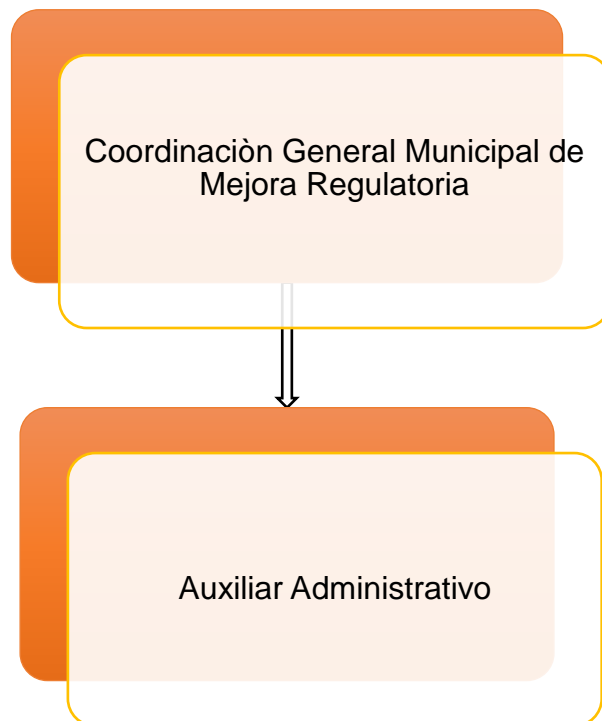 Coordinaciòn General Municipal de
Mejora Regulatoria
Auxiliar Administrativo